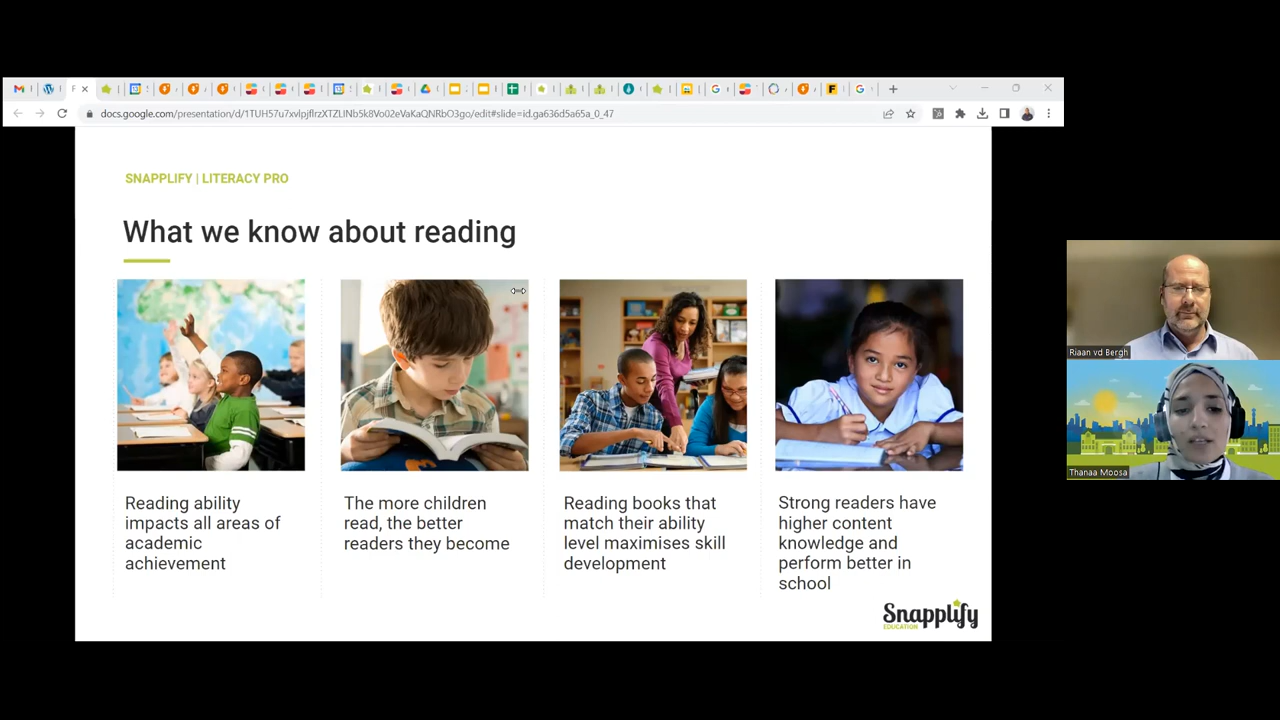 docs.google.com/presentation/d/1TUH57u7xvlpjflrzXTZLINb5k8Vo02eVaKaQNRbO3go/edit#slide=id.ga636d5a65a_0_47
SNAPPLIFY | LITERACY PRO
What we know about reading
Reading ability
impacts all areas of
academic
achievement
The more children
read, the better
readers they become
Reading books that
match their ability
level maximises skill
development
Strong readers have
higher content
knowledge and
perform better in
school
Snapplify
EDUCATION
Riaan vd Bergh
Thanaa Moosa